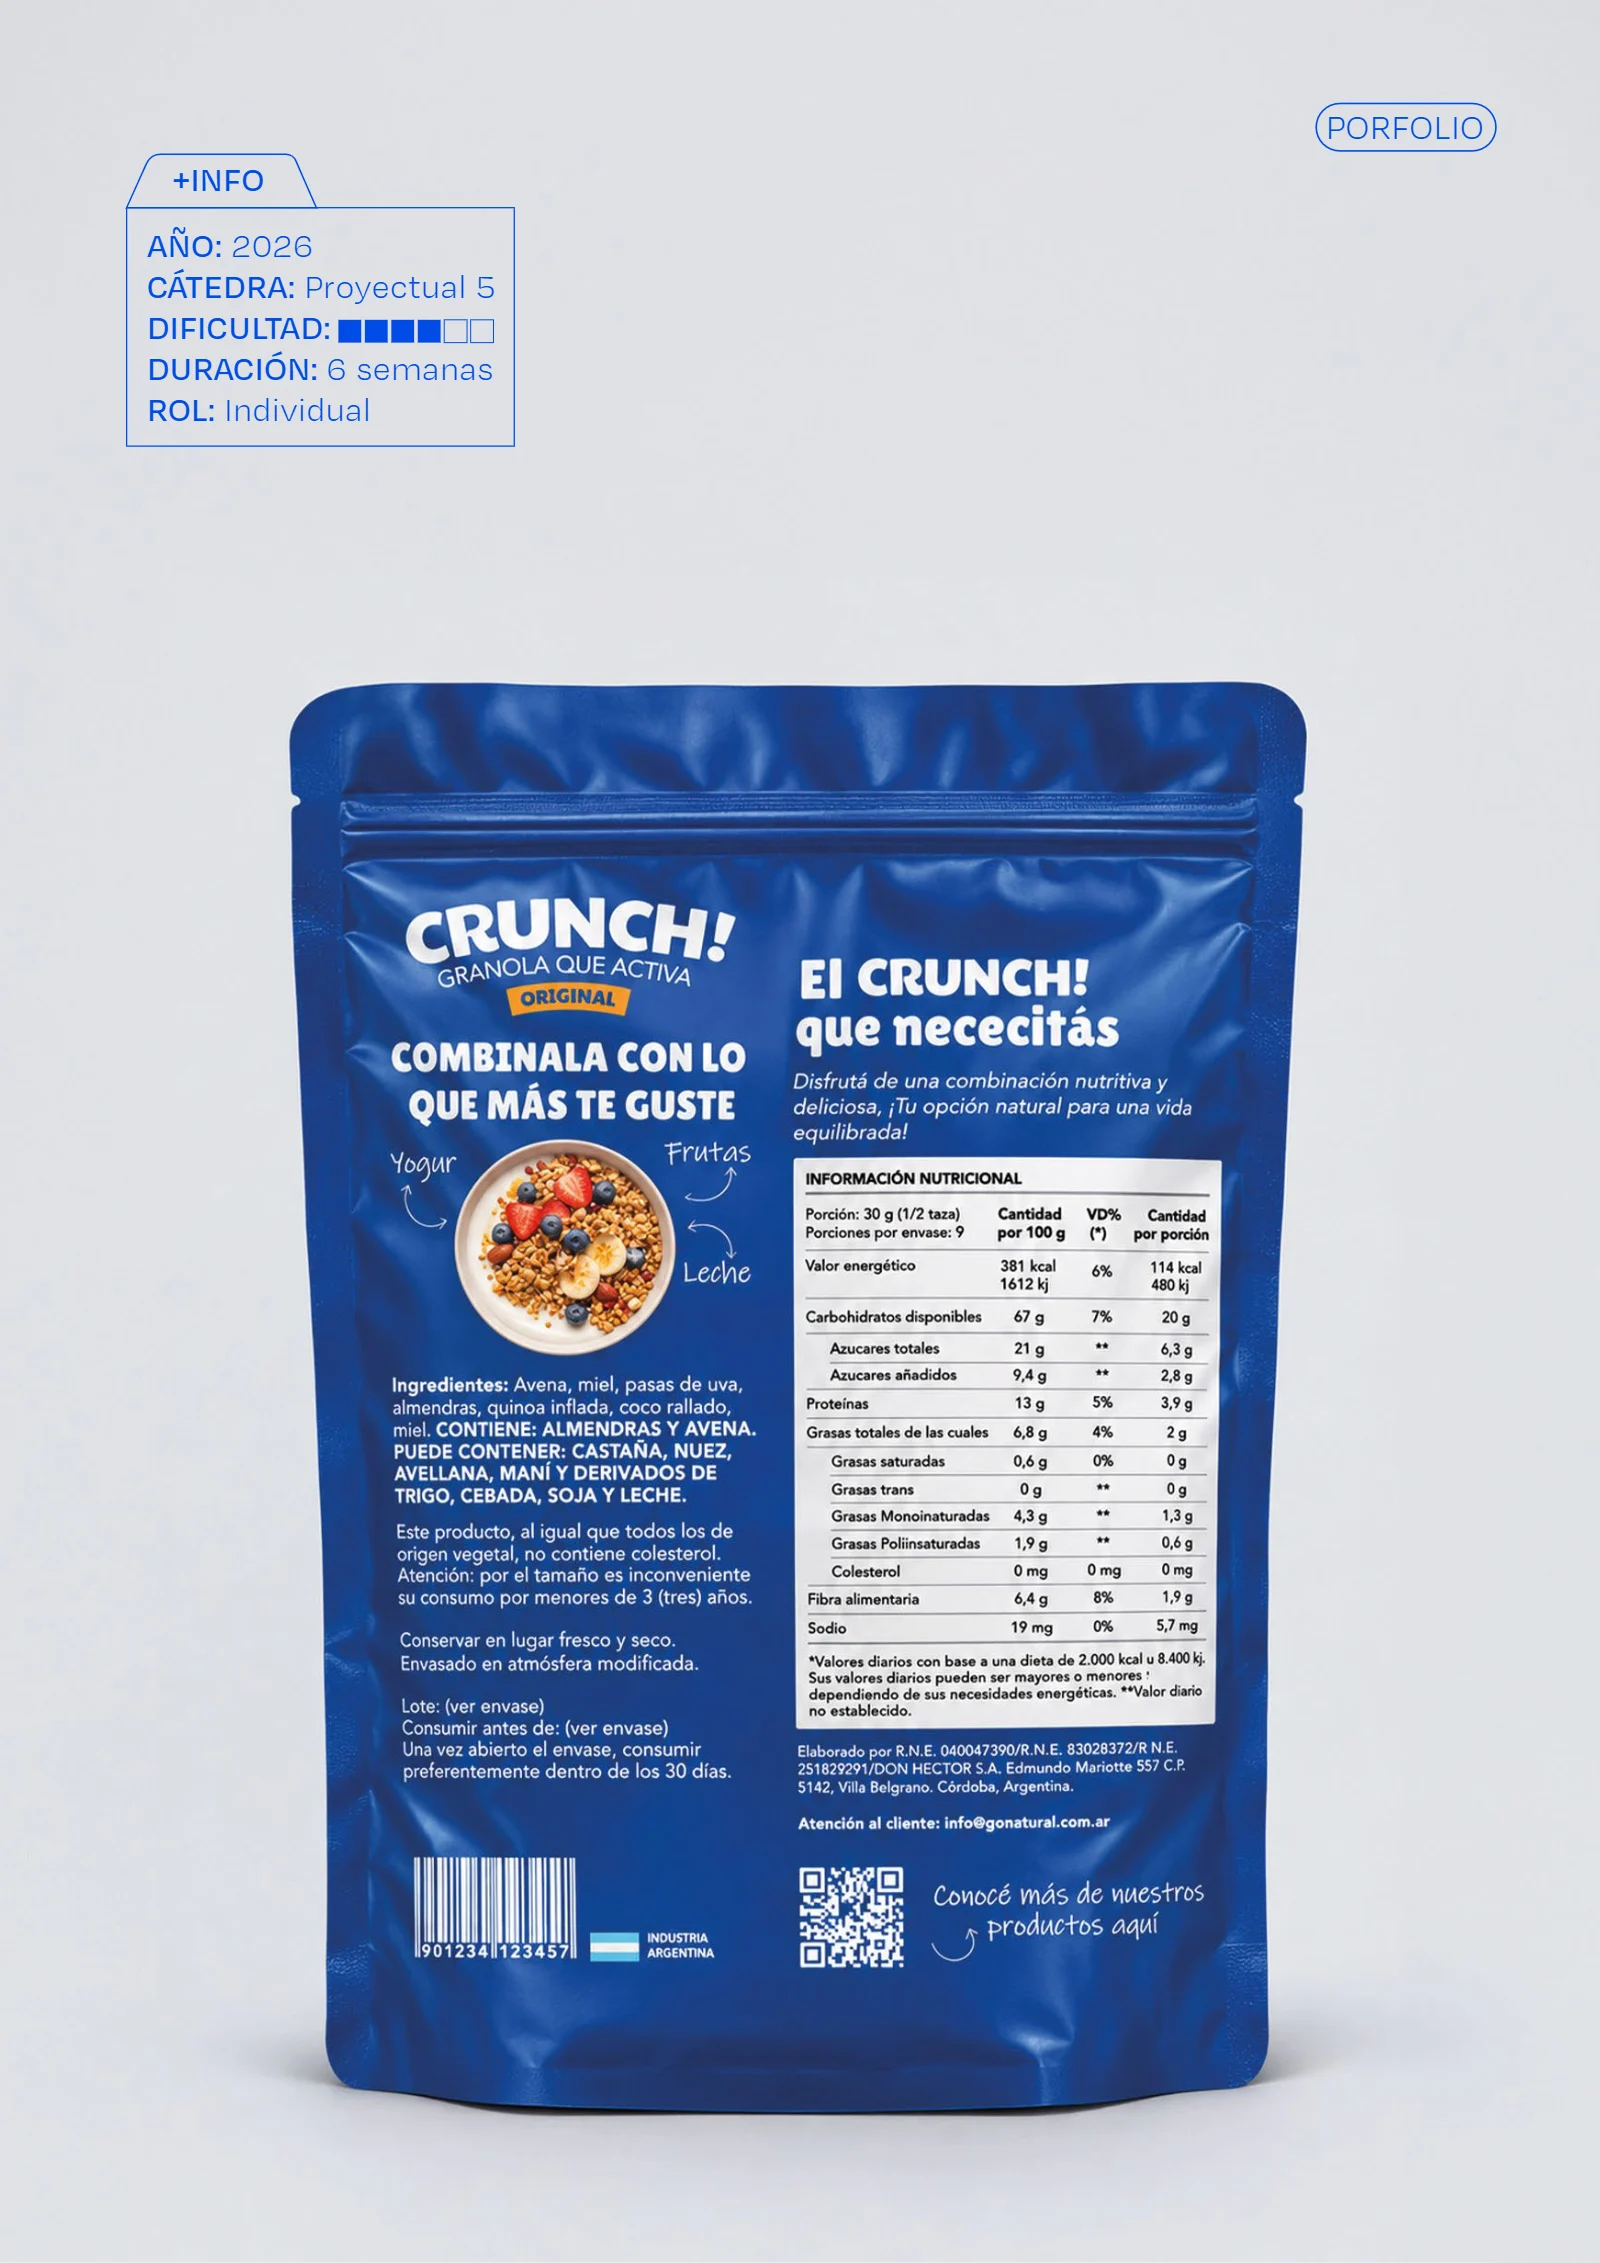 PORFOLIO
+INFO
AÑO: 2026
CÁTEDRA: Proyectual 5
DIFICULTAD:
DURACIÓN: 6 semanas
ROL: Individual
CRUNCH!
GRANOLA QUE ACTIVA
ORIGINAL
COMBINALA CON LO
QUE MÁS TE GUSTE
Yogur
Frutas
Leche
Ingredientes: Avena, miel, pasas de uva,
almendras, quinoa inflada, coco rallado,
miel. CONTIENE: ALMENDRAS Y AVENA.
PUEDE CONTENER: CASTAÑA, NUEZ,
AVELLANA, MANÍ Y DERIVADOS DE
TRIGO, CEBADA, SOJA Y LECHE.
Este producto, al igual que todos los de
origen vegetal, no contiene colesterol.
Atención: por el tamaño es inconveniente
su consumo por menores de 3 (tres) años.
Conservar en lugar fresco y seco.
Envasado en atmósfera modificada.
Lote: (ver envase)
Consumir antes de: (ver envase)
Una vez abierto el envase, consumir
preferentemente dentro de los 30 días.
901234 123457
INDUSTRIA
ARGENTINA
El CRUNCH!
que nececitás
Disfrutá de una combinación nutritiva y
deliciosa, ¡Tu opción natural para una vida
equilibrada!
INFORMACIÓN NUTRICIONAL
Porción: 30 g (1/2 taza) Cantidad VD% Cantidad
Porciones por envase: 9 por 100 g (*) por porción
Valor energético 381 kcal 6% 114 kcal
1612 kj 480 kj
Carbohidratos disponibles 67 g 7% 20 g
Azucares totales 21 g ** 6,3 g
Azucares añadidos 9,4 g ** 2,8 g
Proteínas 13 g 5% 3,9 g
Grasas totales de las cuales 6,8 g 4% 2 g
Grasas saturadas 0,6 g 0% 0 g
Grasas trans 0 g ** 0 g
Grasas Monoinaturadas 4,3 g ** 1,3 g
Grasas Poliinsaturadas 1,9 g ** 0,6 g
Colesterol 0 mg 0 mg 0 mg
Fibra alimentaria 6,4 g 8% 1,9 g
Sodio 19 mg 0% 5,7 mg
*Valores diarios con base a una dieta de 2.000 kcal u 8.400 kj.
Sus valores diarios pueden ser mayores o menores
dependiendo de sus necesidades energéticas. **Valor diario
no establecido.
Elaborado por R.N.E. 040047390/R.N.E. 83028372/R N.E.
251829291/DON HECTOR S.A. Edmundo Mariotte 557 C.P.
5142, Villa Belgrano. Córdoba, Argentina.
Atención al cliente: info@gonatural.com.ar
Conocé más de nuestros
productos aquí